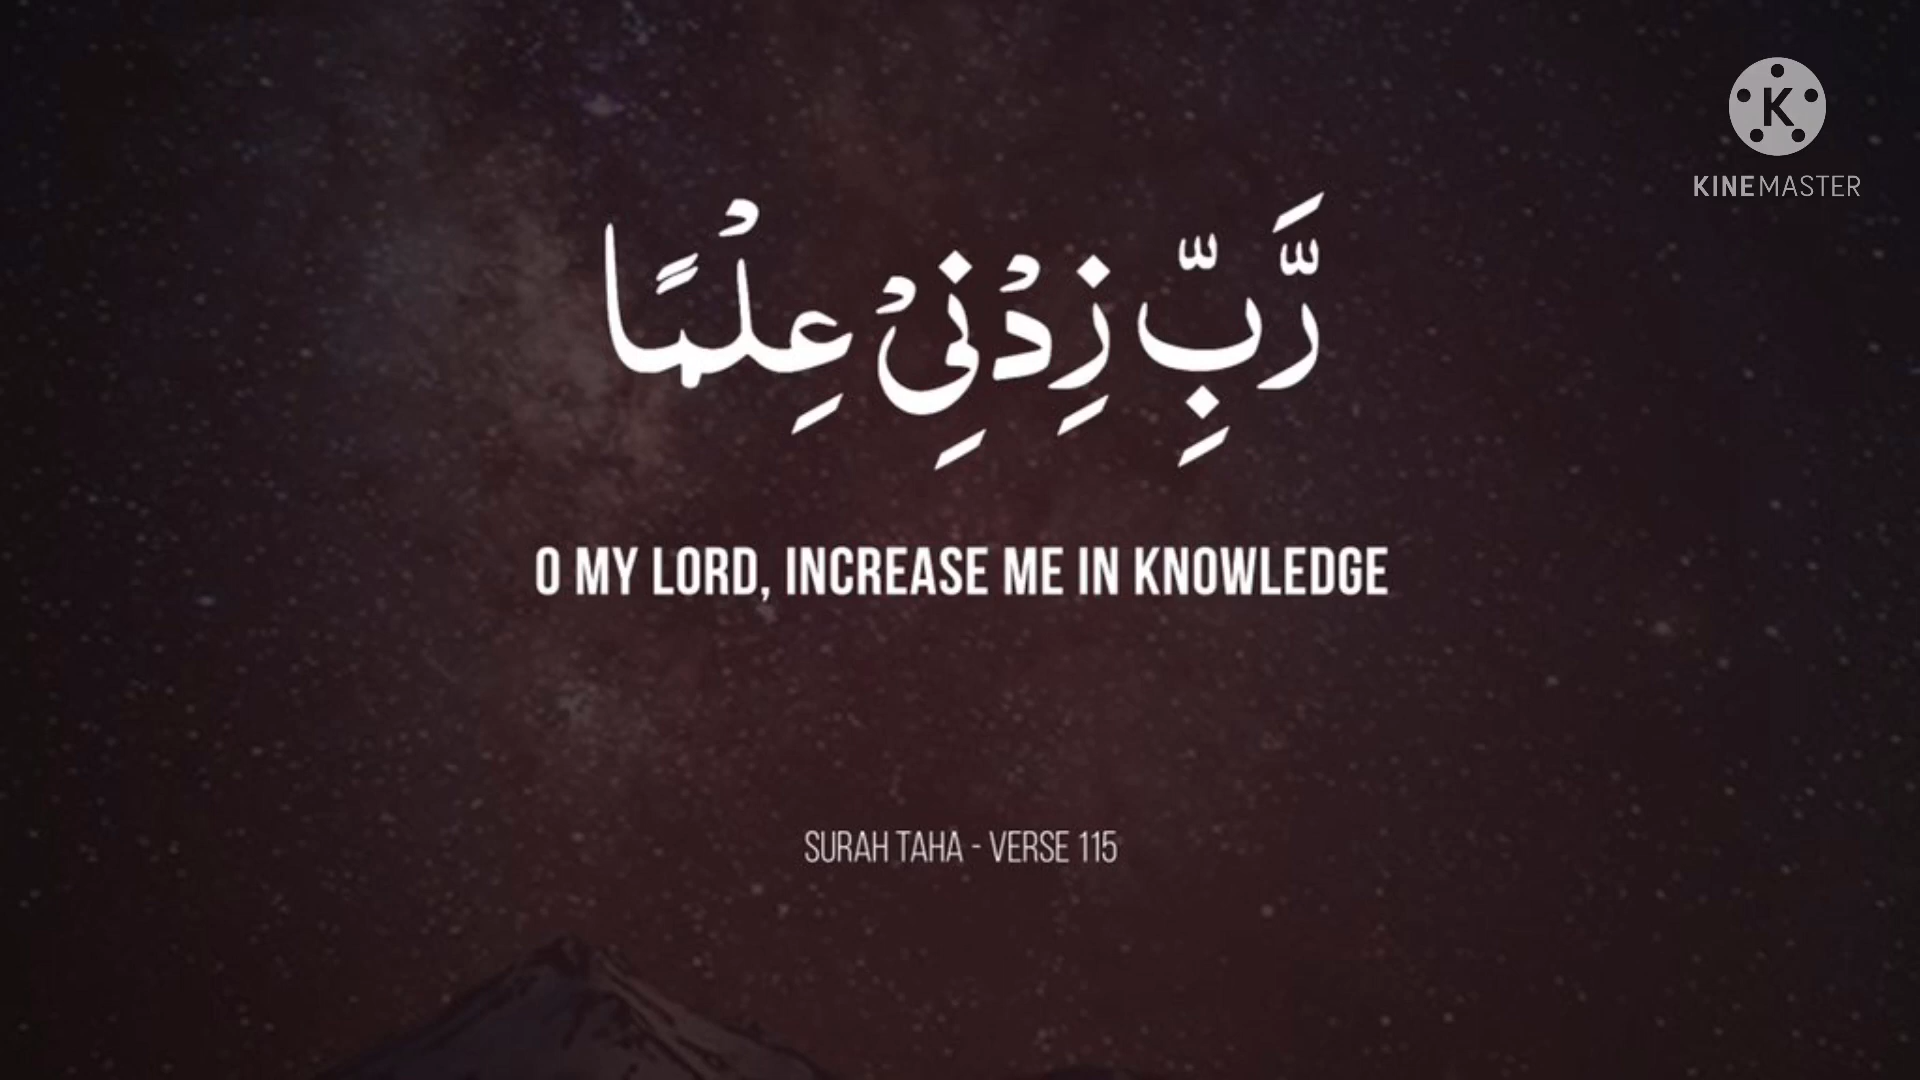 KINEMASTER
رَّبِّ زِدْنِيْ عِلْمًا
O MY LORD, INCREASE ME IN KNOWLEDGE
SURAH TAHA - VERSE 115